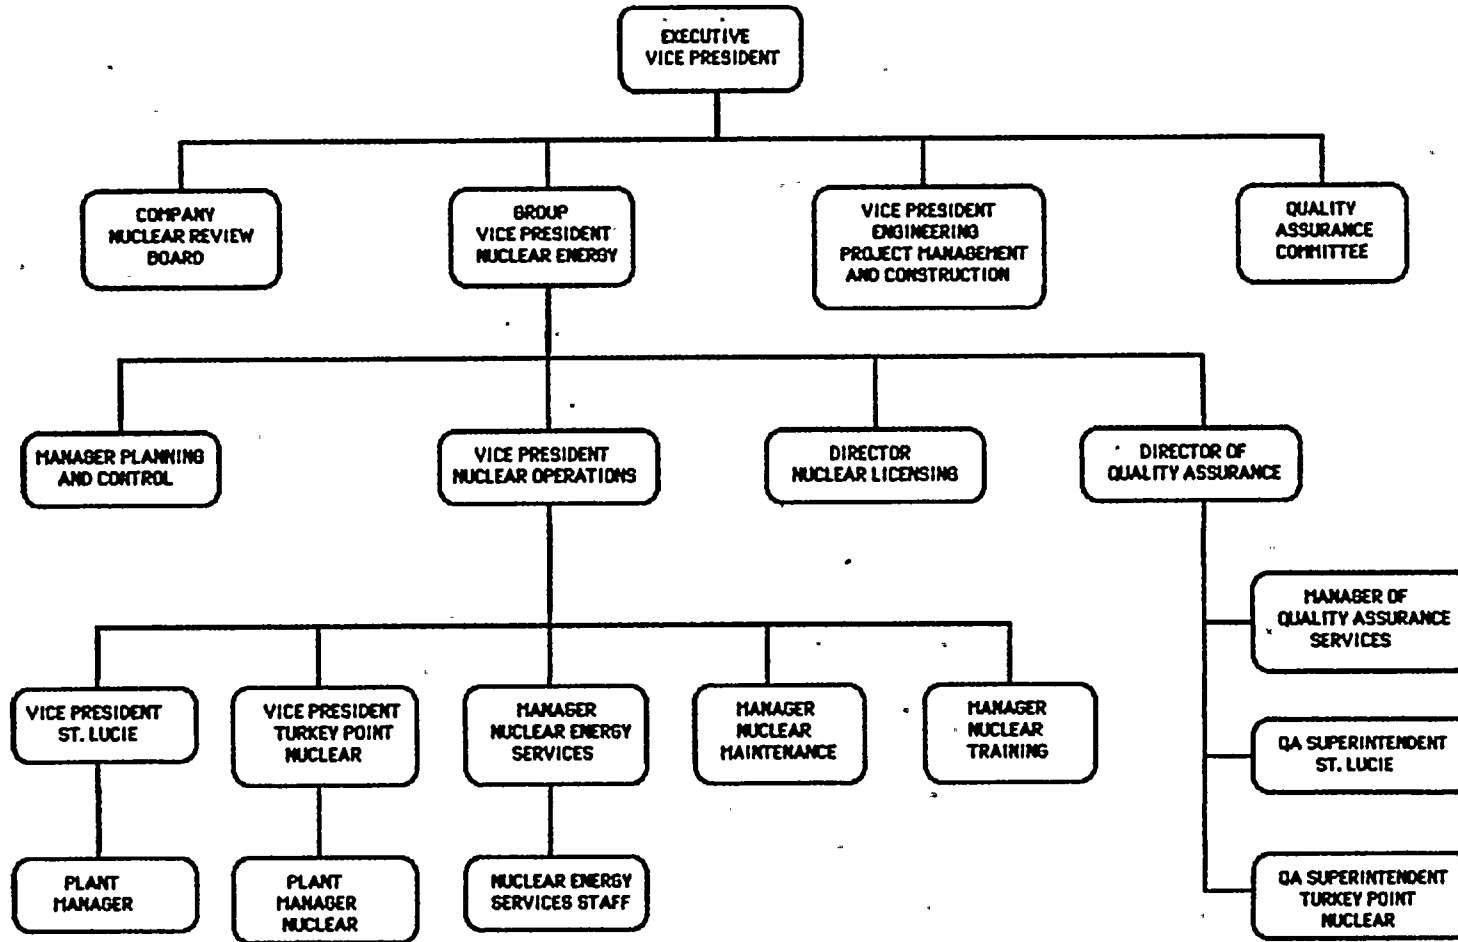 EXECUTIVE
VICE PRESIDENT
COMPANY
NUCLEAR REVIEW
BOARD
GROUP
VICE PRESIDENT
NUCLEAR ENERGY
VICE PRESIDENT
ENGINEERING
PROJECT MANAGEMENT
AND CONSTRUCTION
QUALITY
ASSURANCE
COMMITTEE
MANAGER PLANNING
AND CONTROL
VICE PRESIDENT
NUCLEAR OPERATIONS
DIRECTOR
NUCLEAR LICENSING
DIRECTOR OF
QUALITY ASSURANCE
MANAGER OF
QUALITY ASSURANCE
SERVICES
VICE PRESIDENT
ST. LUCIE
VICE PRESIDENT
TURKEY POINT
NUCLEAR
MANAGER
NUCLEAR ENERGY
SERVICES
MANAGER
NUCLEAR
MAINTENANCE
MANAGER
NUCLEAR
TRAINING
QA SUPERINTENDENT
ST. LUCIE
PLANT
MANAGER
PLANT
MANAGER
NUCLEAR
NUCLEAR ENERGY
SERVICES STAFF
QA SUPERINTENDENT
TURKEY POINT
NUCLEAR